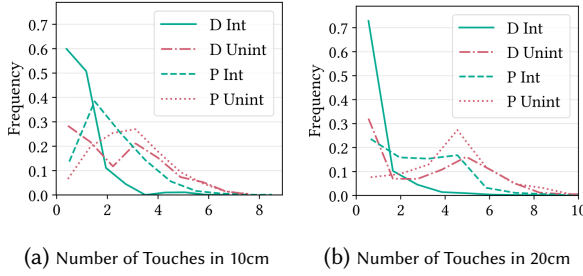 0.7
0.6
0.5
0.4
0.3
0.2
0.1
0.0
Frequency
0 2 4 6 8
D Int
D Unint
P Int
P Unint
(a) Number of Touches in 10cm
0.7
0.6
0.5
0.4
0.3
0.2
0.1
0.0
Frequency
0 2 4 6 8 10
D Int
D Unint
P Int
P Unint
(b) Number of Touches in 20cm